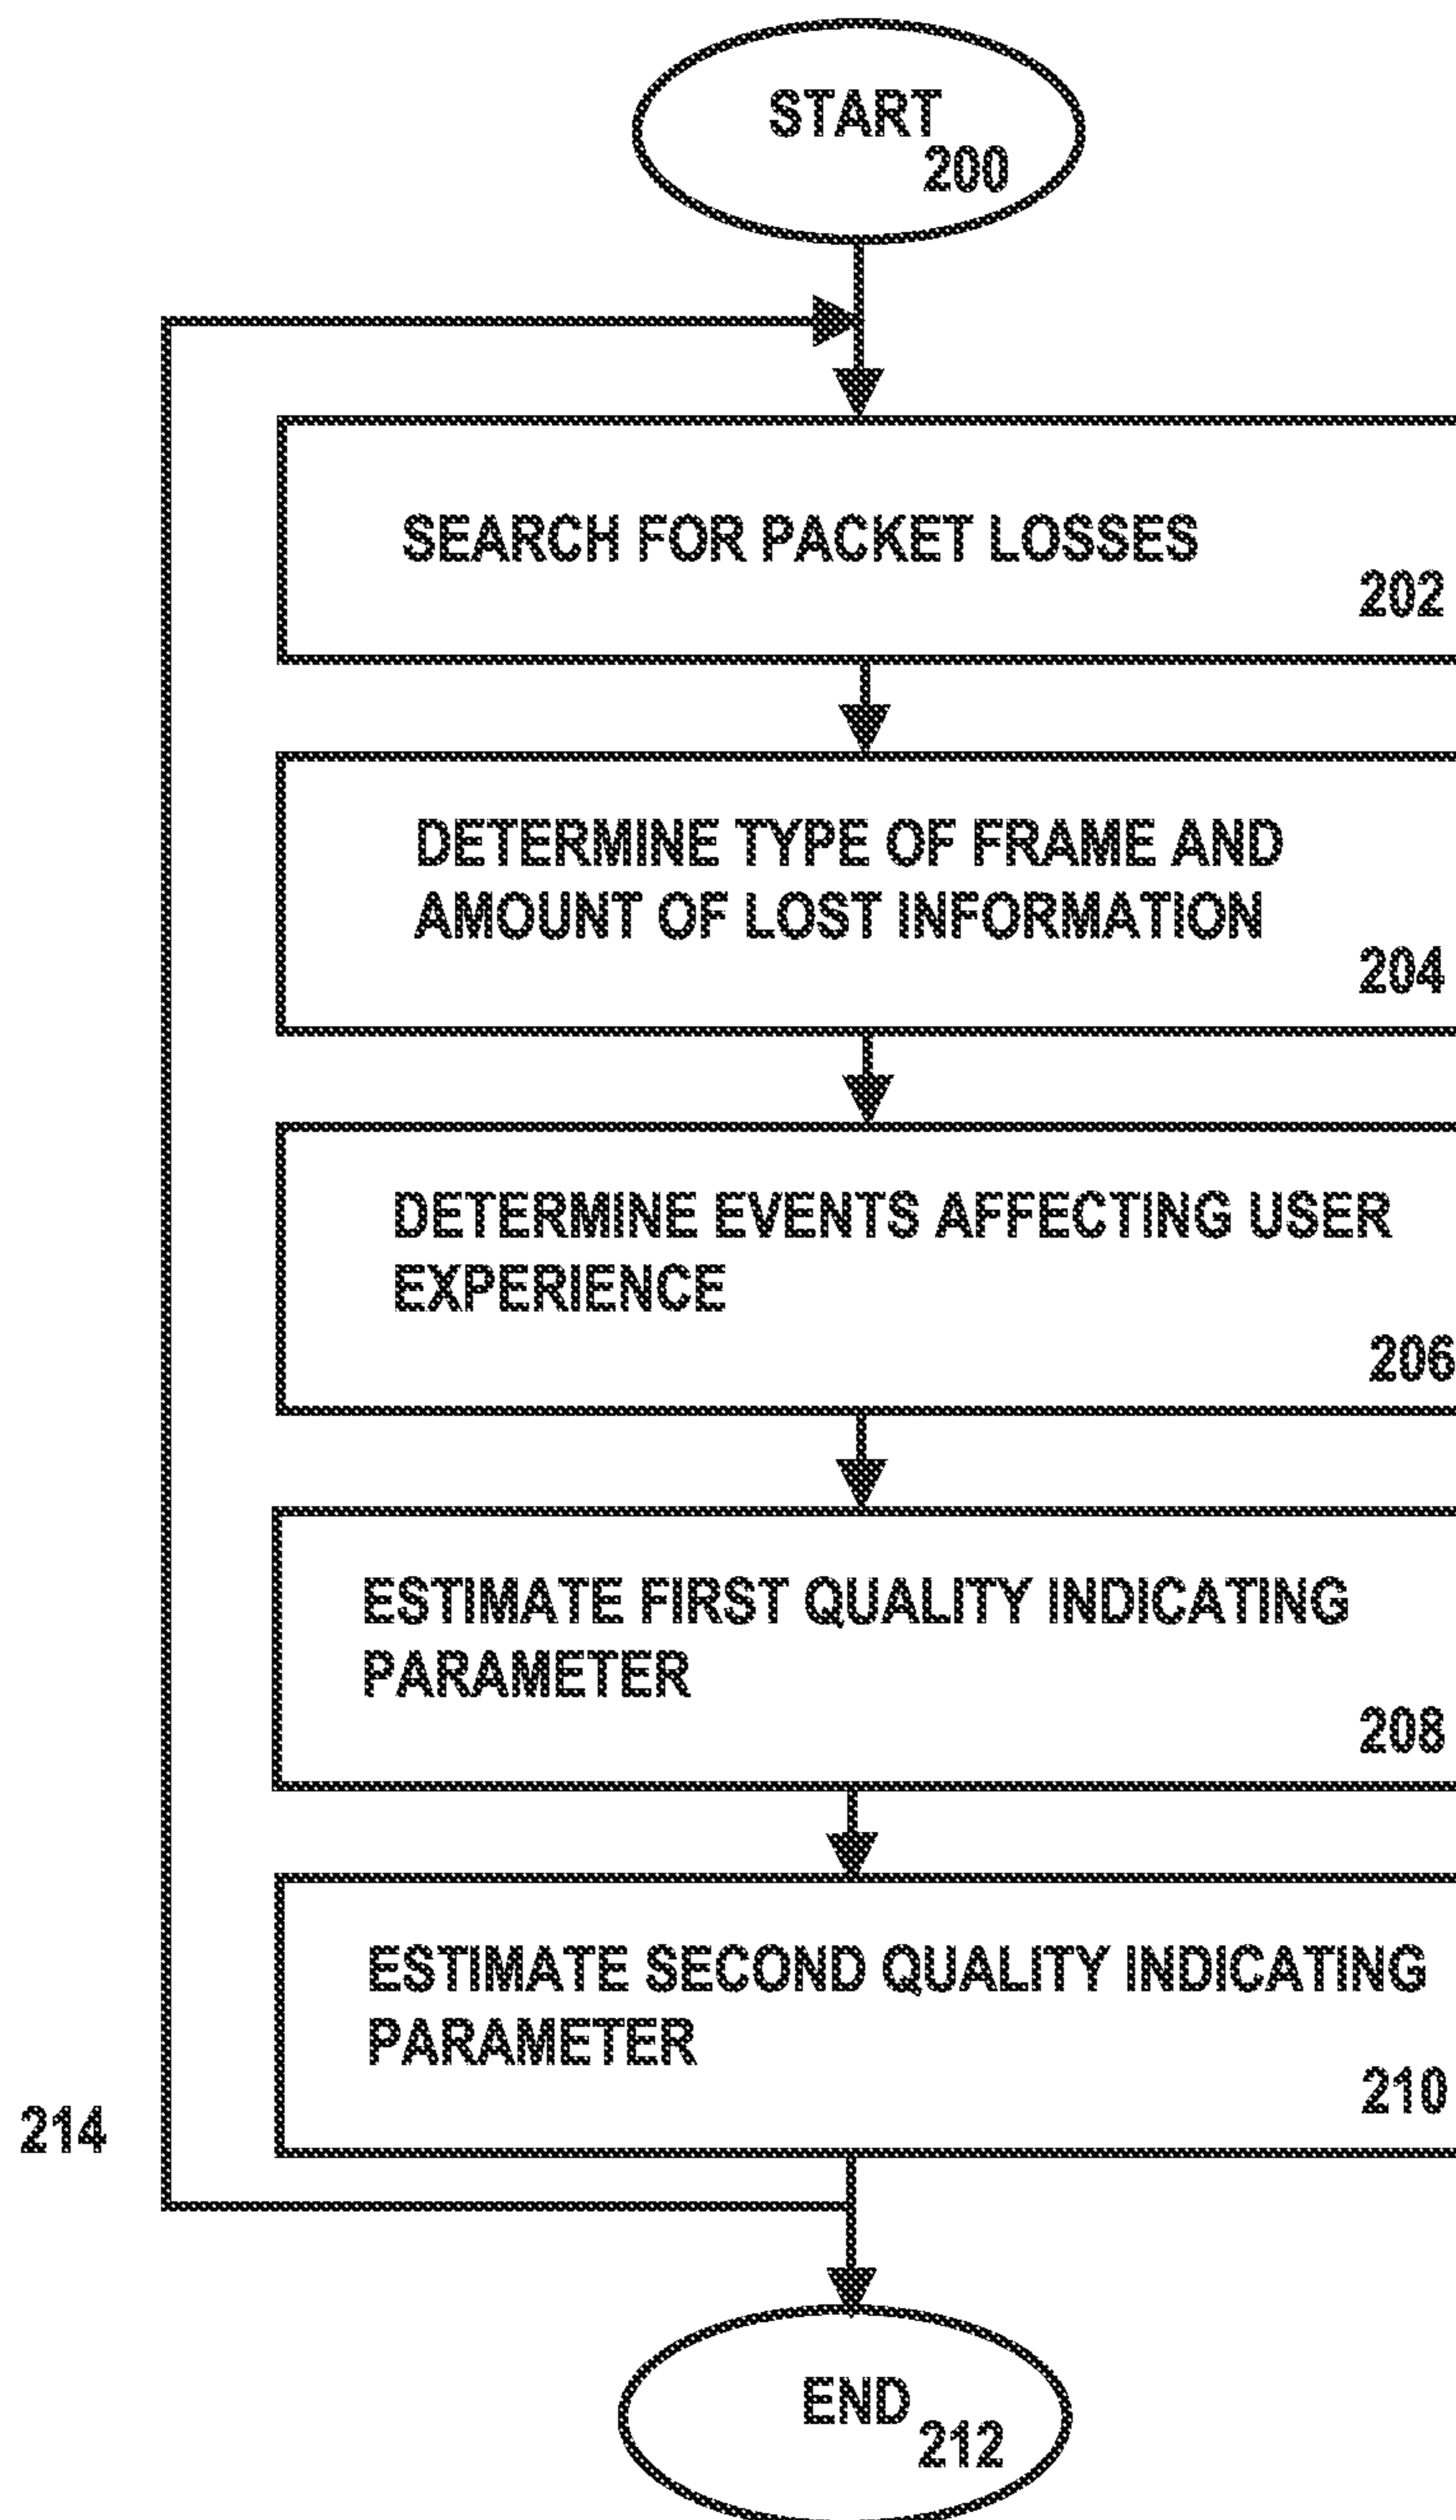 START
200
SEARCH FOR PACKET LOSSES
202
DETERMINE TYPE OF FRAME AND
AMOUNT OF LOST INFORMATION
204
DETERMINE EVENTS AFFECTING USER
EXPERIENCE
206
ESTIMATE FIRST QUALITY INDICATING
PARAMETER
208
ESTIMATE SECOND QUALITY INDICATING
PARAMETER
210
214
END
212